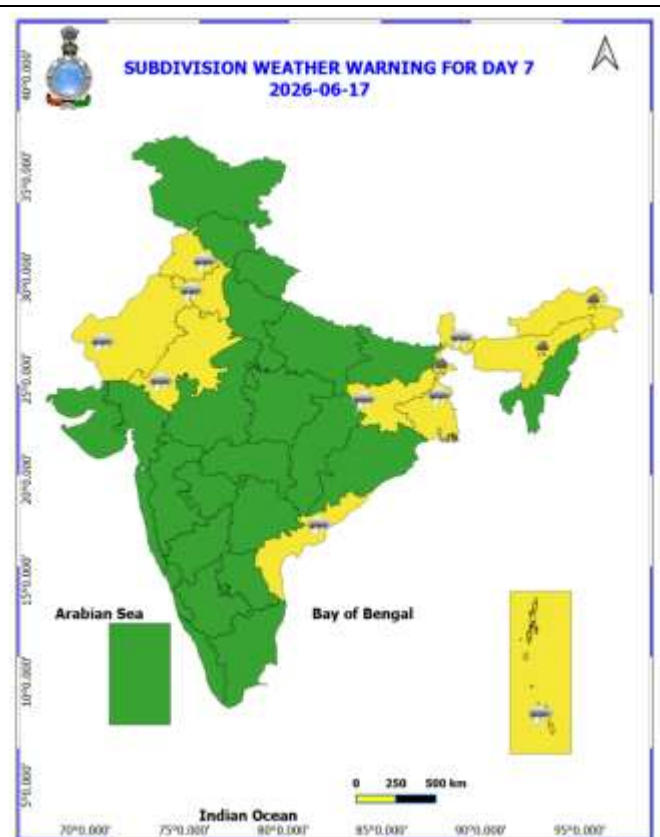 SUBDIVISION WEATHER WARNING FOR DAY 7
2026-06-17
40°0.000'
35°0.000'
30°0.000'
25°0.000'
20°0.000'
15°0.000'
10°0.000'
5°0.000'
Arabian Sea
Bay of Bengal
0 250 500 km
Indian Ocean
70°0.000' 75°0.000' 80°0.000' 85°0.000' 90°0.000' 95°0.000'